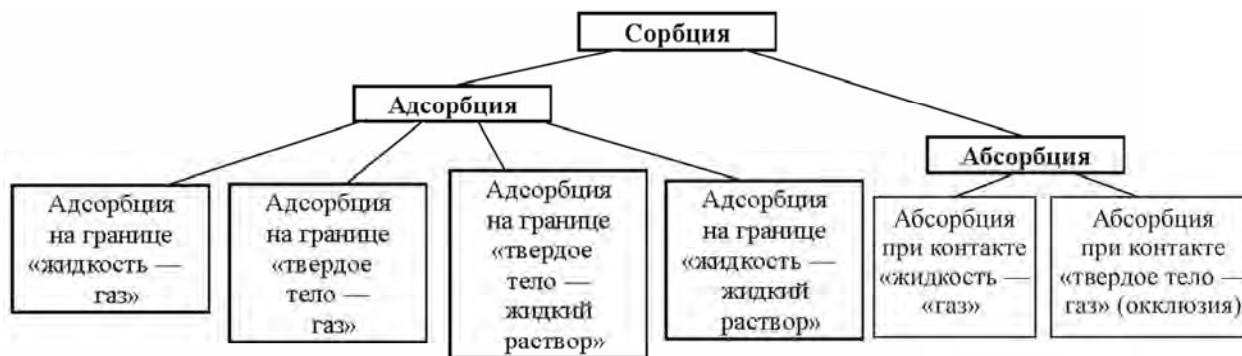 Сорбция
Адсорбция
Абсорбция
Адсорбция
на границе
«жидкость —
газ»
Адсорбция
на границе
«твердое
тело —
газ»
Адсорбция
на границе
«твердое
тело —
жидкий
раствор»
Адсорбция
на границе
«жидкость —
жидкий
раствор»
Абсорбция
при контакте
«жидкость —
«газ»
Абсорбция
при контакте
«твердое тело —
газ» (окклюзия)